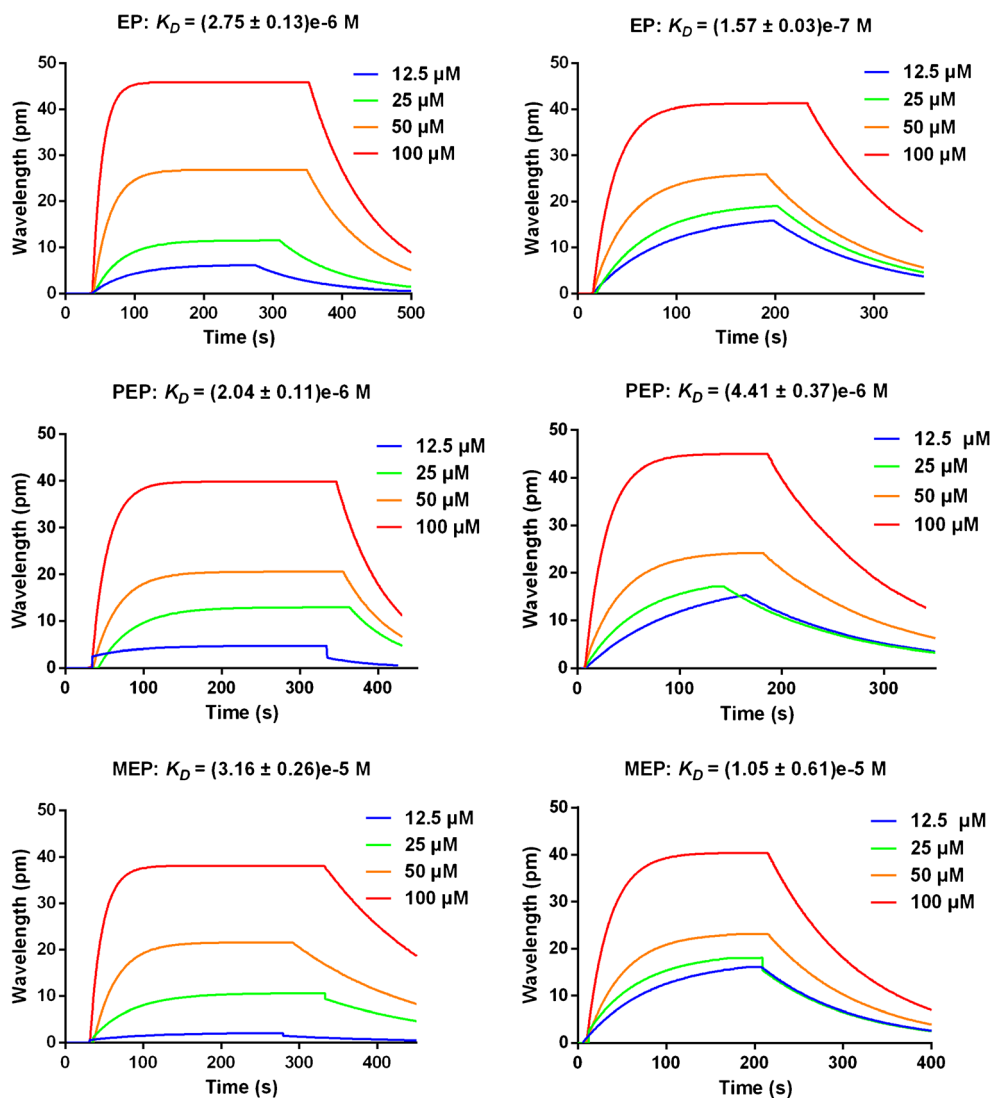 EP: K_D = (2.75 ± 0.13)e-6 M
50
40
30
20
10
0
Wavelength (pm)
0 100 200 300 400 500
Time (s)
12.5 µM
25 µM
50 µM
100 µM
EP: K_D = (1.57 ± 0.03)e-7 M
50
40
30
20
10
0
Wavelength (pm)
0 100 200 300
Time (s)
12.5 µM
25 µM
50 µM
100 µM
PEP: K_D = (2.04 ± 0.11)e-6 M
50
40
30
20
10
0
Wavelength (pm)
0 100 200 300 400
Time (s)
12.5 µM
25 µM
50 µM
100 µM
PEP: K_D = (4.41 ± 0.37)e-6 M
50
40
30
20
10
0
Wavelength (pm)
0 100 200 300
Time (s)
12.5 µM
25 µM
50 µM
100 µM
MEP: K_D = (3.16 ± 0.26)e-5 M
50
40
30
20
10
0
Wavelength (pm)
0 100 200 300 400
Time (s)
12.5 µM
25 µM
50 µM
100 µM
MEP: K_D = (1.05 ± 0.61)e-5 M
50
40
30
20
10
0
Wavelength (pm)
0 100 200 300 400
Time (s)
12.5 µM
25 µM
50 µM
100 µM